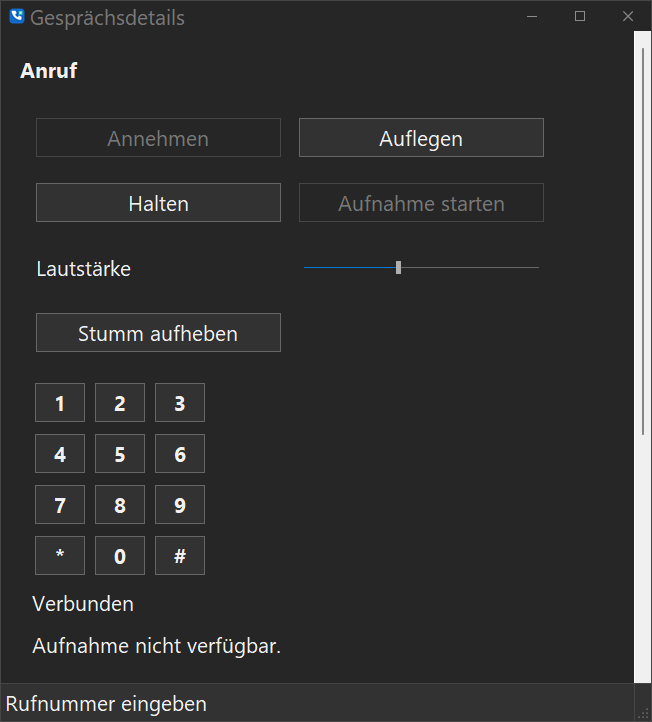 Gesprächsdetails
Anruf
Annehmen Auflegen
Halten Aufnahme starten
Lautstärke
Stumm aufheben
1 2 3
4 5 6
7 8 9
* 0 #
Verbunden
Aufnahme nicht verfügbar.
Rufnummer eingeben